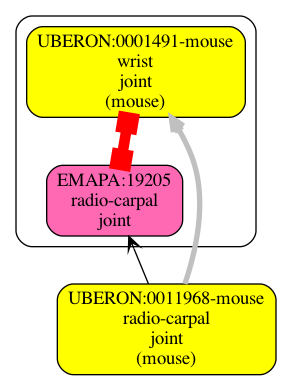 UBERON:0001491-mouse
wrist
joint
(mouse)
EMAPA:19205
radio-carpal
joint
UBERON:0011968-mouse
radio-carpal
joint
(mouse)